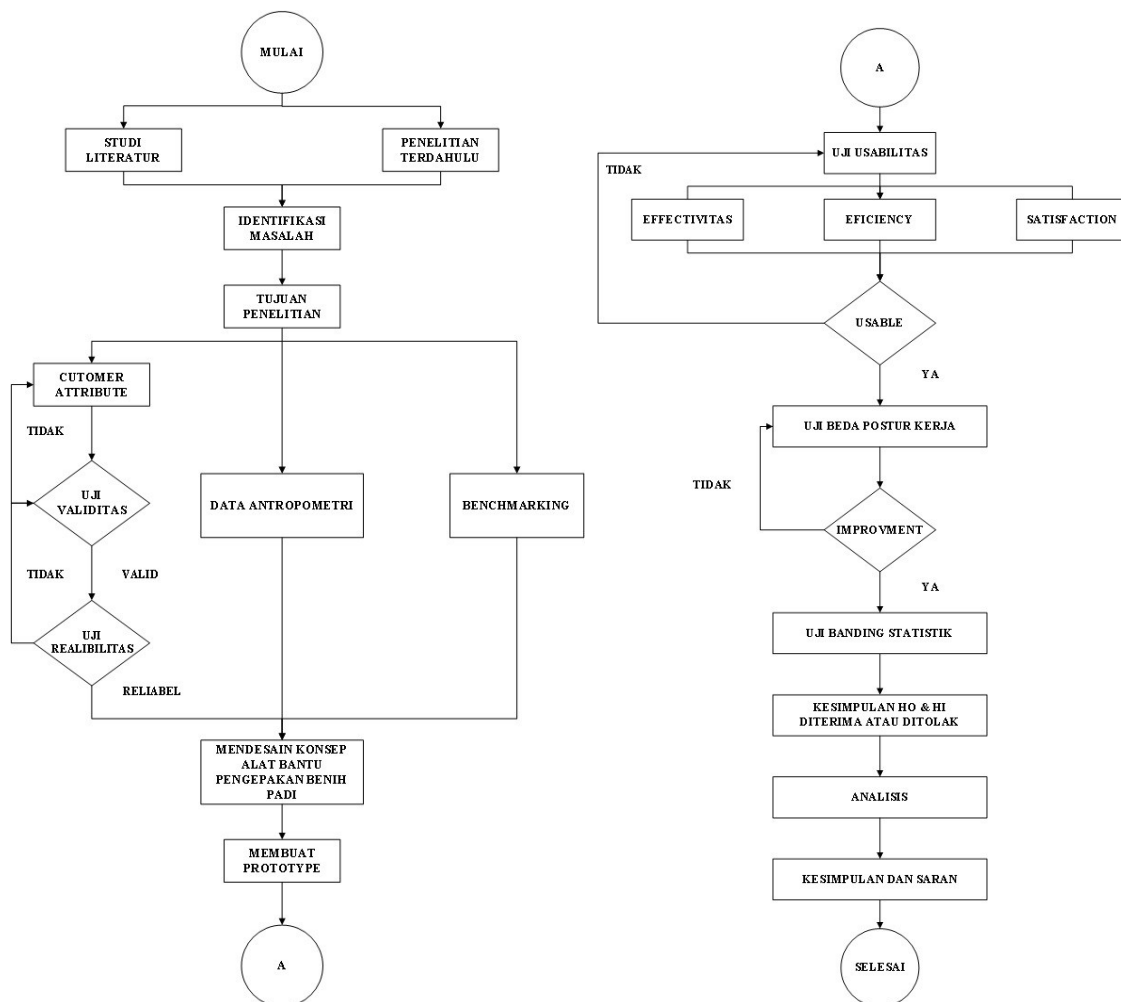 MULAI
STUDI
LITERATUR
PENELITIAN
TERDAHULU
IDENTIFIKASI
MASALAH
TUJUAN
PENELITIAN
CUTOMER
ATTRIBUTE
TIDAK
UJI
VALIDITAS
DATA ANTROPOMETRI
BENCHMARKING
TIDAK
VALID
UJI
REALIBILITAS
RELIABEL
MENDESAIN KONSEP
ALAT BANTU
PENGEPAKAN BENIH
PADI
MEMBUAT
PROTOTYPE
A
A
UJI USABILITAS
TIDAK
EFFECTIVITAS
EFICIENCY
SATISFACTION
USABLE
YA
UJI BEDA POSTUR KERJA
TIDAK
IMPROVMENT
YA
UJI BANDING STATISTIK
KESIMPULAN HO & HI
DITERIMA ATAU DITOLAK
ANALISIS
KESIMPULAN DAN SARAN
SELESAI